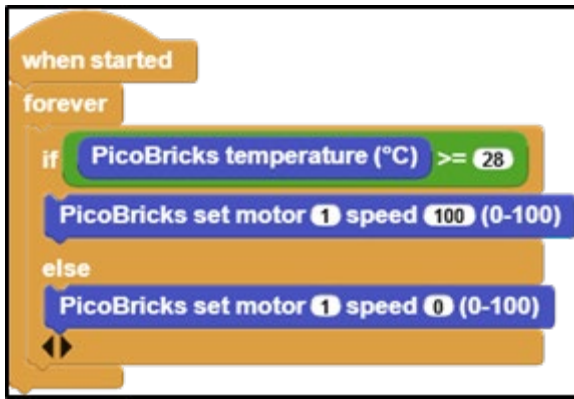 when started
forever
if PicoBricks temperature (°C) >= 28
PicoBricks set motor 1 speed 100 (0-100)
else
PicoBricks set motor 1 speed 0 (0-100)